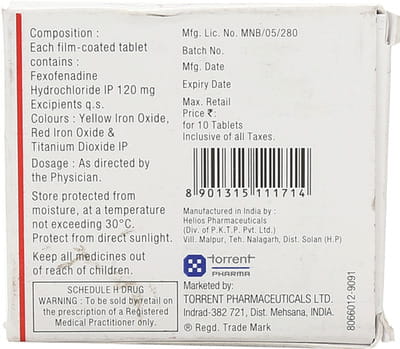 Composition :
Each film-coated tablet
contains :
Fexofenadine
Hydrochloride IP 120 mg
Excipients q.s.
Colours : Yellow Iron Oxide,
Red Iron Oxide &
Titanium Dioxide IP
Dosage : As directed by
the Physician.
Store protected from
moisture, at a temperature
not exceeding 30°C.
Protect from direct sunlight.
Keep all medicines out
of reach of children.
SCHEDULE H DRUG
WARNING : To be sold by retail on
the prescription of a Registered
Medical Practitioner only.
Mfg. Lic. No. MNB/05/280
Batch No.
Mfg. Date
Expiry Date
Max. Retail
Price ₹:
for 10 Tablets
Inclusive of all Taxes.
8 901315 111714
Manufactured in India by :
Helios Pharmaceuticals
(Div. of P.K.T.P. Pvt. Ltd.)
Vill. Malpur, Teh. Nalagarh, Dist. Solan (H.P)
torrent
PHARMA
Marketed by:
TORRENT PHARMACEUTICALS LTD.
Indrad-382 721, Dist. Mehsana, INDIA.
® Regd. Trade Mark
8066012-9091